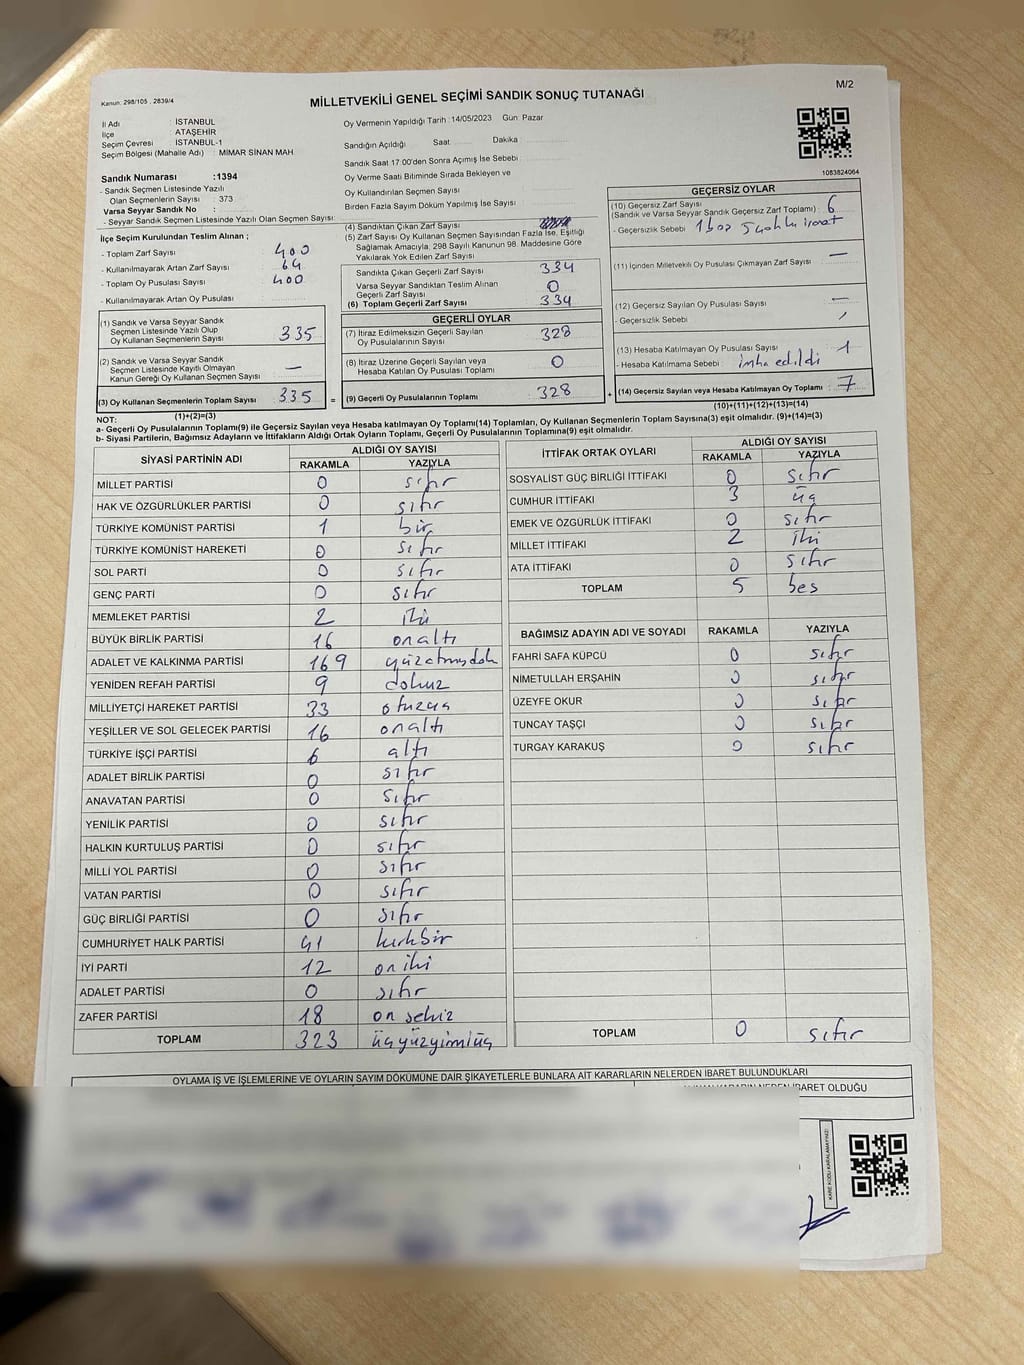 M/2
Kanun: 298/105 , 2839/4
MİLLETVEKİLİ GENEL SEÇİMİ SANDIK SONUÇ TUTANAĞI
İl Adı : İSTANBUL
İlçe : ATAŞEHİR
Seçim Çevresi : İSTANBUL-1
Seçim Bölgesi (Mahalle Adı) : MİMAR SİNAN MAH.
Sandık Numarası :1394
- Sandık Seçmen Listesinde Yazılı
Olan Seçmenlerin Sayısı : 373
Varsa Seyyar Sandık No :
- Seyyar Sandık Seçmen Listesinde Yazılı Olan Seçmen Sayısı:
Oy Vermenin Yapıldığı Tarih : 14/05/2023 Gün: Pazar
Sandığın Açıldığı Saat Dakika
Sandık Saat 17:00'den Sonra Açımış İse Sebebi
Oy Verme Saati Bitiminde Sırada Bekleyen ve
Oy Kullandırılan Seçmen Sayısı
Birden Fazla Sayım Döküm Yapılmış İse Sayısı
1083824064
İlçe Seçim Kurulundan Teslim Alınan ;
- Toplam Zarf Sayısı : 400
- Kullanılmayarak Artan Zarf Sayısı : 64
- Toplam Oy Pusulası Sayısı : 400
- Kullanılmayarak Artan Oy Pusulası :
(1) Sandık ve Varsa Seyyar Sandık
Seçmen Listesinde Yazılı Olup
Oy Kullanan Seçmenlerin Sayısı : 335
(2) Sandık ve Varsa Seyyar Sandık
Seçmen Listesinde Kayıtlı Olmayan
Kanun Gereği Oy Kullanan Seçmen Sayısı : —
(3) Oy Kullanan Seçmenlerin Toplam Sayısı : 335 =
(1)+(2)=(3)
(4) Sandıktan Çıkan Zarf Sayısı
(5) Zarf Sayısı Oy Kullanan Seçmen Sayısından Fazla İse, Eşitliği
Sağlamak Amacıyla; 298 Sayılı Kanunun 98. Maddesine Göre
Yakılarak Yok Edilen Zarf Sayısı :
Sandıkta Çıkan Geçerli Zarf Sayısı : 334
Varsa Seyyar Sandıktan Teslim Alınan
Geçerli Zarf Sayısı : 0
(6) Toplam Geçerli Zarf Sayısı : 334
GEÇERLİ OYLAR
(7) İtiraz Edilmeksizin Geçerli Sayılan
Oy Pusulalarının Sayısı : 328
(8) İtiraz Üzerine Geçerli Sayılan veya
Hesaba Katılan Oy Pusulası Toplamı : 0
(9) Geçerli Oy Pusulalarının Toplamı : 328 +
GEÇERSİZ OYLAR
(10) Geçersiz Zarf Sayısı
(Sandık ve Varsa Seyyar Sandık Geçersiz Zarf Toplamı) : 6
- Geçersizlik Sebebi :
(11) İçinden Milletvekili Oy Pusulası Çıkmayan Zarf Sayısı : —
(12) Geçersiz Sayılan Oy Pusulası Sayısı : —
- Geçersizlik Sebebi :
(13) Hesaba Katılmayan Oy Pusulası Sayısı : 1
- Hesaba Katılmama Sebebi : imha edildi
(14) Geçersiz Sayılan veya Hesaba Katılmayan Oy Toplamı : 7
(10)+(11)+(12)+(13)=(14)
NOT:
a- Geçerli Oy Pusulalarının Toplamı(9) ile Geçersiz Sayılan veya Hesaba katılmayan Oy Toplamı(14) Toplamları, Oy Kullanan Seçmenlerin Toplam Sayısına(3) eşit olmalıdır. (9)+(14)=(3)
b- Siyasi Partilerin, Bağımsız Adayların ve İttifakların Aldığı Ortak Oyların Toplamı, Geçerli Oy Pusulalarının Toplamına(9) eşit olmalıdır.
SİYASİ PARTİNİN ADI ALDIĞI OY SAYISI
RAKAMLA YAZIYLA
MİLLET PARTİSİ 0 sıfır
HAK VE ÖZGÜRLÜKLER PARTİSİ 0 sıfır
TÜRKİYE KOMÜNİST PARTİSİ 1 bir
TÜRKİYE KOMÜNİST HAREKETİ 0 sıfır
SOL PARTİ 0 sıfır
GENÇ PARTİ 0 sıfır
MEMLEKET PARTİSİ 2 iki
BÜYÜK BİRLİK PARTİSİ 16 onaltı
ADALET VE KALKINMA PARTİSİ 169 yüzatmışdok
YENİDEN REFAH PARTİSİ 9 dokuz
MİLLİYETÇİ HAREKET PARTİSİ 33 otuzüç
YEŞİLLER VE SOL GELECEK PARTİSİ 16 onaltı
TÜRKİYE İŞÇİ PARTİSİ 6 altı
ADALET BİRLİK PARTİSİ 0 sıfır
ANAVATAN PARTİSİ 0 sıfır
YENİLİK PARTİSİ 0 sıfır
HALKIN KURTULUŞ PARTİSİ 0 sıfır
MİLLİ YOL PARTİSİ 0 sıfır
VATAN PARTİSİ 0 sıfır
GÜÇ BİRLİĞİ PARTİSİ 0 sıfır
CUMHURİYET HALK PARTİSİ 41 kırkbir
İYİ PARTİ 12 oniki
ADALET PARTİSİ 0 sıfır
ZAFER PARTİSİ 18 on sekiz
TOPLAM 323 üçyüzyirmiüç
İTTİFAK ORTAK OYLARI ALDIĞI OY SAYISI
RAKAMLA YAZIYLA
SOSYALİST GÜÇ BİRLİĞİ İTTİFAKI 0 sıfır
CUMHUR İTTİFAKI 3 üç
EMEK VE ÖZGÜRLÜK İTTİFAKI 0 sıfır
MİLLET İTTİFAKI 2 iki
ATA İTTİFAKI 0 sıfır
TOPLAM 5 beş
BAĞIMSIZ ADAYIN ADI VE SOYADI RAKAMLA YAZIYLA
FAHRİ SAFA KÜPCÜ 0 sıfır
NİMETULLAH ERŞAHİN 0 sıfır
ÜZEYFE OKUR 0 sıfır
TUNCAY TAŞÇI 0 sıfır
TURGAY KARAKUŞ 0 sıfır
TOPLAM 0 sıfır
OYLAMA İŞ VE İŞLEMLERİNE VE OYLARIN SAYIM DÖKÜMÜNE DAİR ŞİKAYETLERLE BUNLARA AİT KARARLARIN NELERDEN İBARET BULUNDUKLARI
KARARIN NEDEN İBARET OLDUĞU
KARE KODU KARALAMAYINIZ!